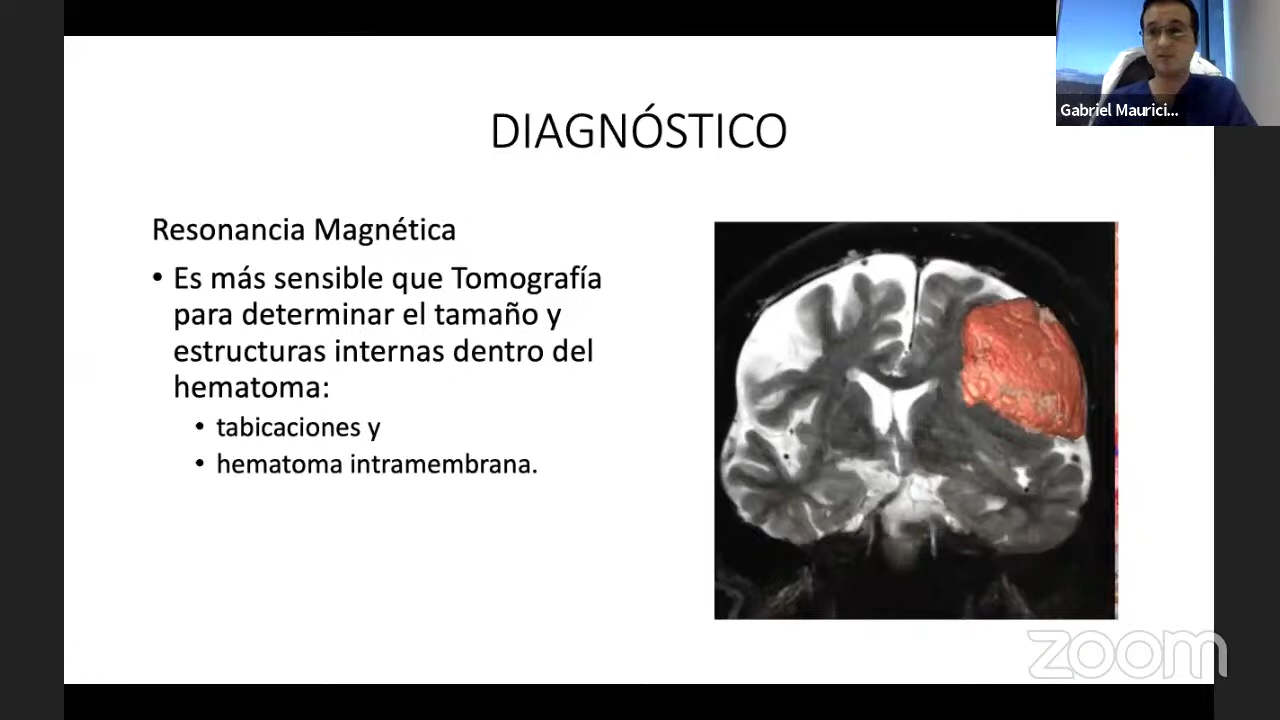 Gabriel Maurici...
DIAGNÓSTICO
Resonancia Magnética
• Es más sensible que Tomografía
para determinar el tamaño y
estructuras internas dentro del
hematoma:
• tabicaciones y
• hematoma intramembrana.
zoom